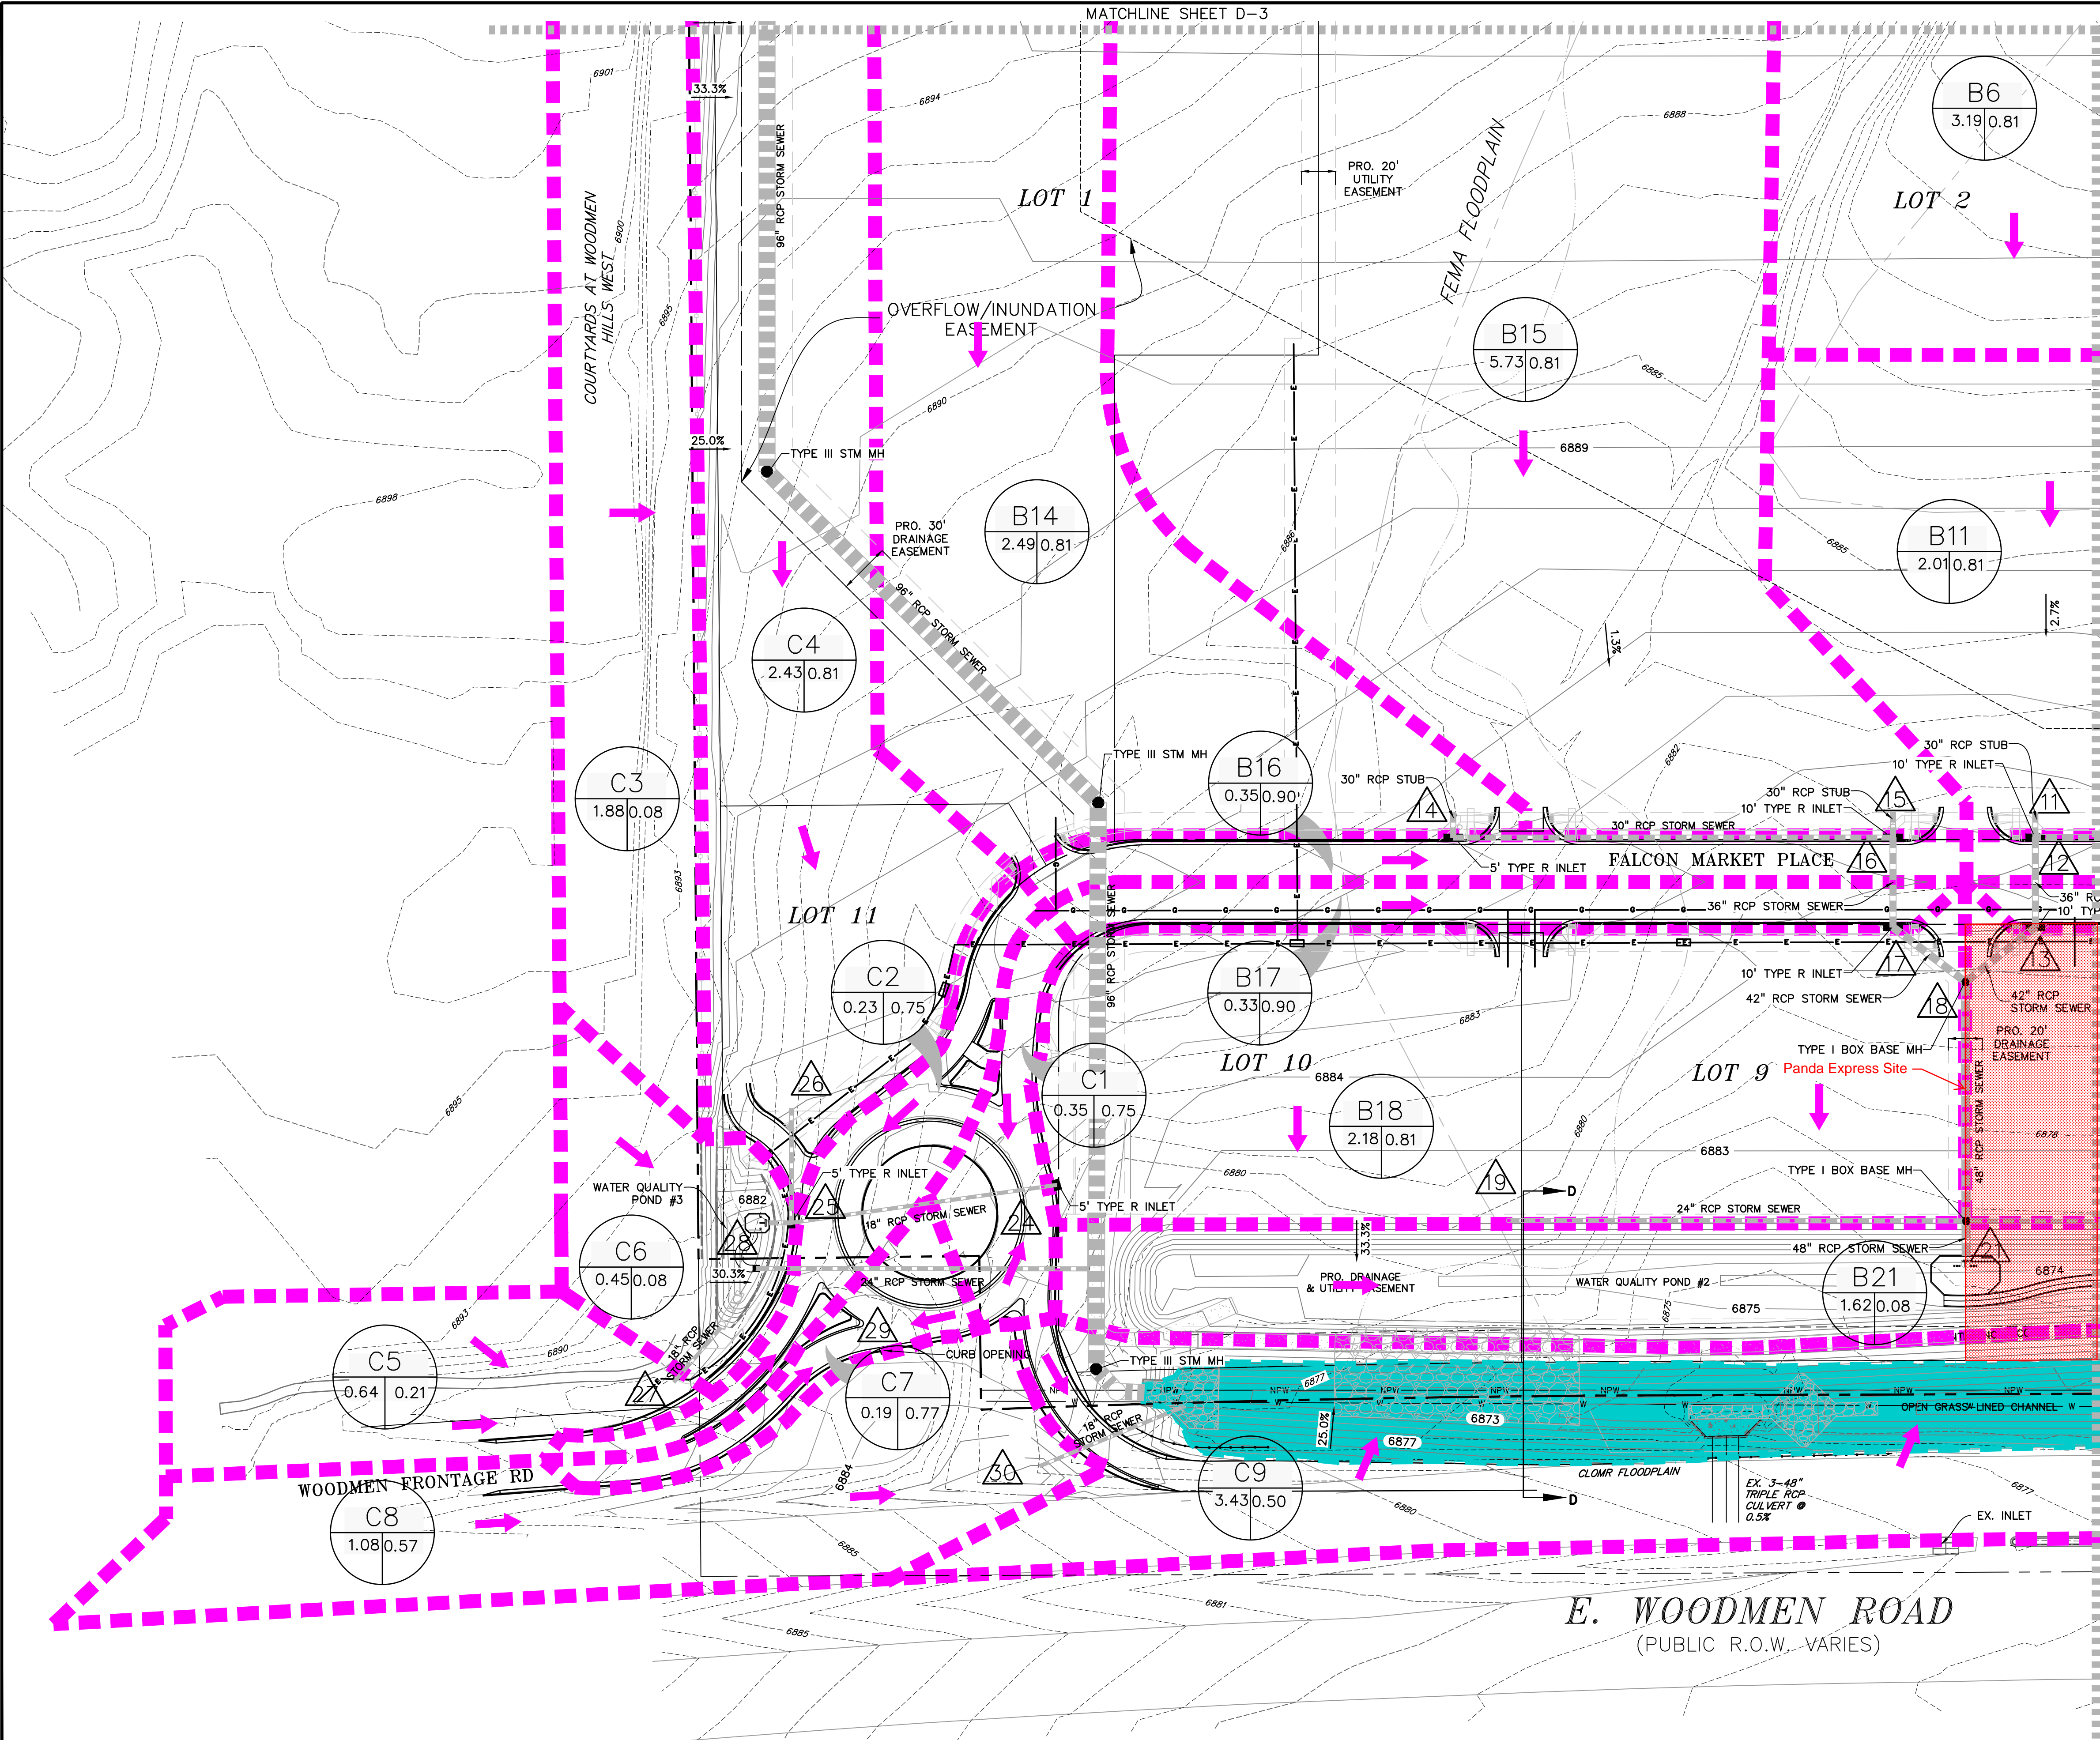 MATCHLINE SHEET D-3
6901
33.3%
6894
96" RCP STORM SEWER
6888
B6
3.19 0.81
FEMA FLOODPLAIN
PRO. 20'
UTILITY
EASEMENT
LOT 1
LOT 2
COURTYARDS AT WOODMEN
HILLS WEST
6900
6895
OVERFLOW/INUNDATION
EASEMENT
B15
5.73 0.81
6885
6890
25.0%
TYPE III STM MH
6889
6898
B14
2.49 0.81
PRO. 30'
DRAINAGE
EASEMENT
6886
6885
B11
2.01 0.81
96" RCP STORM SEWER
2.7%
1.3%
C4
2.43 0.81
TYPE III STM MH
6882
30" RCP STUB
10' TYPE R INLET
C3
1.88 0.08
B16
0.35 0.90
30" RCP STUB
14
30" RCP STUB
10' TYPE R INLET
15
11
30" RCP STORM SEWER
6893
FALCON MARKET PLACE
16
12
5' TYPE R INLET
36" RCP STORM SEWER
36" RC
10' TYP
LOT 11
96" RCP STORM SEWER
C2
0.23 0.75
B17
0.33 0.90
10' TYPE R INLET
17
13
42" RCP STORM SEWER
18
42" RCP
STORM SEWER
6883
PRO. 20'
DRAINAGE
EASEMENT
TYPE I BOX BASE MH
LOT 10
LOT 9
Panda Express Site
6884
26
C1
0.35 0.75
6895
B18
2.18 0.81
6880
48" RCP STORM SEWER
6878
6883
5' TYPE R INLET
6880
19
TYPE I BOX BASE MH
D
WATER QUALITY
POND #3
6882
25
5' TYPE R INLET
24" RCP STORM SEWER
18" RCP STORM SEWER
24
28
33.3%
48" RCP STORM SEWER
21
C6
0.45 0.08
30.3%
24" RCP STORM SEWER
PRO. DRAINAGE
& UTILITY EASEMENT
WATER QUALITY POND #2
B21
1.62 0.08
6874
6875
6875
6893
6890
29
18" RCP
STORM SEWER
CURB OPENING
TYPE III STM MH
C5
0.64 0.21
27
C7
0.19 0.77
NPW
6877
NPW
NPW
NPW
NPW
NPW
NPW
NPW
6873
OPEN GRASS-LINED CHANNEL
18" RCP
STORM SEWER
25.0%
6877
WOODMEN FRONTAGE RD
6884
30
C9
3.43 0.50
CLOMR FLOODPLAIN
D
EX. 3-48"
TRIPLE RCP
CULVERT @
0.5%
6877
C8
1.08 0.57
6880
EX. INLET
6885
6881
6885
E. WOODMEN ROAD
(PUBLIC R.O.W. VARIES)